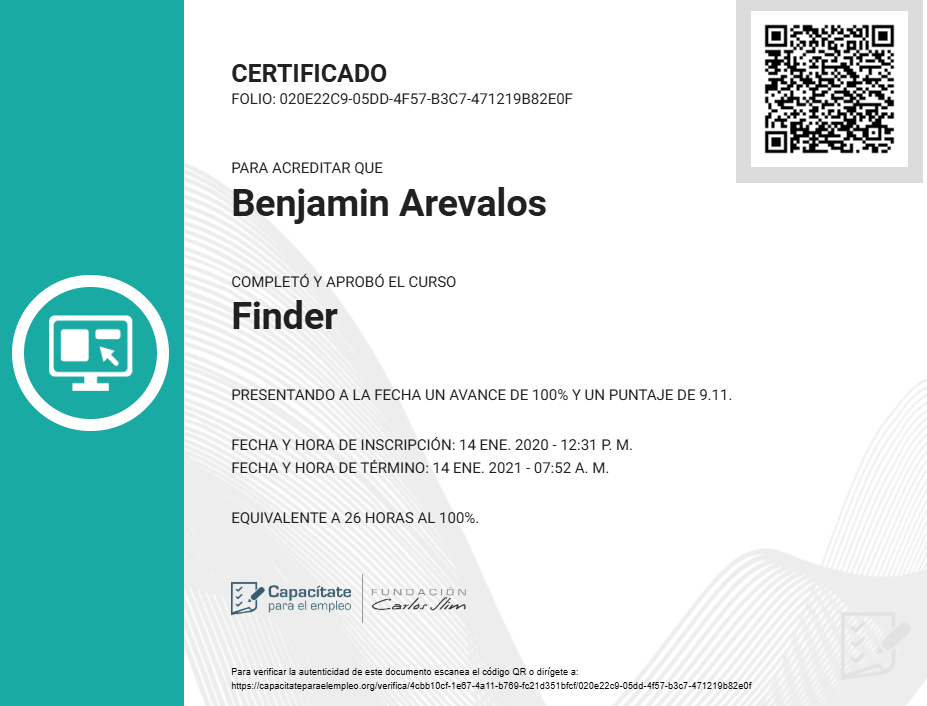 CERTIFICADO
FOLIO: 020E22C9-05DD-4F57-B3C7-471219B82E0F
PARA ACREDITAR QUE
Benjamin Arevalos
COMPLETÓ Y APROBÓ EL CURSO
Finder
PRESENTANDO A LA FECHA UN AVANCE DE 100% Y UN PUNTAJE DE 9.11.
FECHA Y HORA DE INSCRIPCIÓN: 14 ENE. 2020 - 12:31 P. M.
FECHA Y HORA DE TÉRMINO: 14 ENE. 2021 - 07:52 A. M.
EQUIVALENTE A 26 HORAS AL 100%.
Capacítate
para el empleo
FUNDACIÓN
Carlos Slim
Para verificar la autenticidad de este documento escanea el código QR o dirígete a:
https://capacitateparaelempleo.org/verifica/4cbb10cf-1e67-4a11-b769-fc21d351bfcf/020e22c9-05dd-4f57-b3c7-471219b82e0f